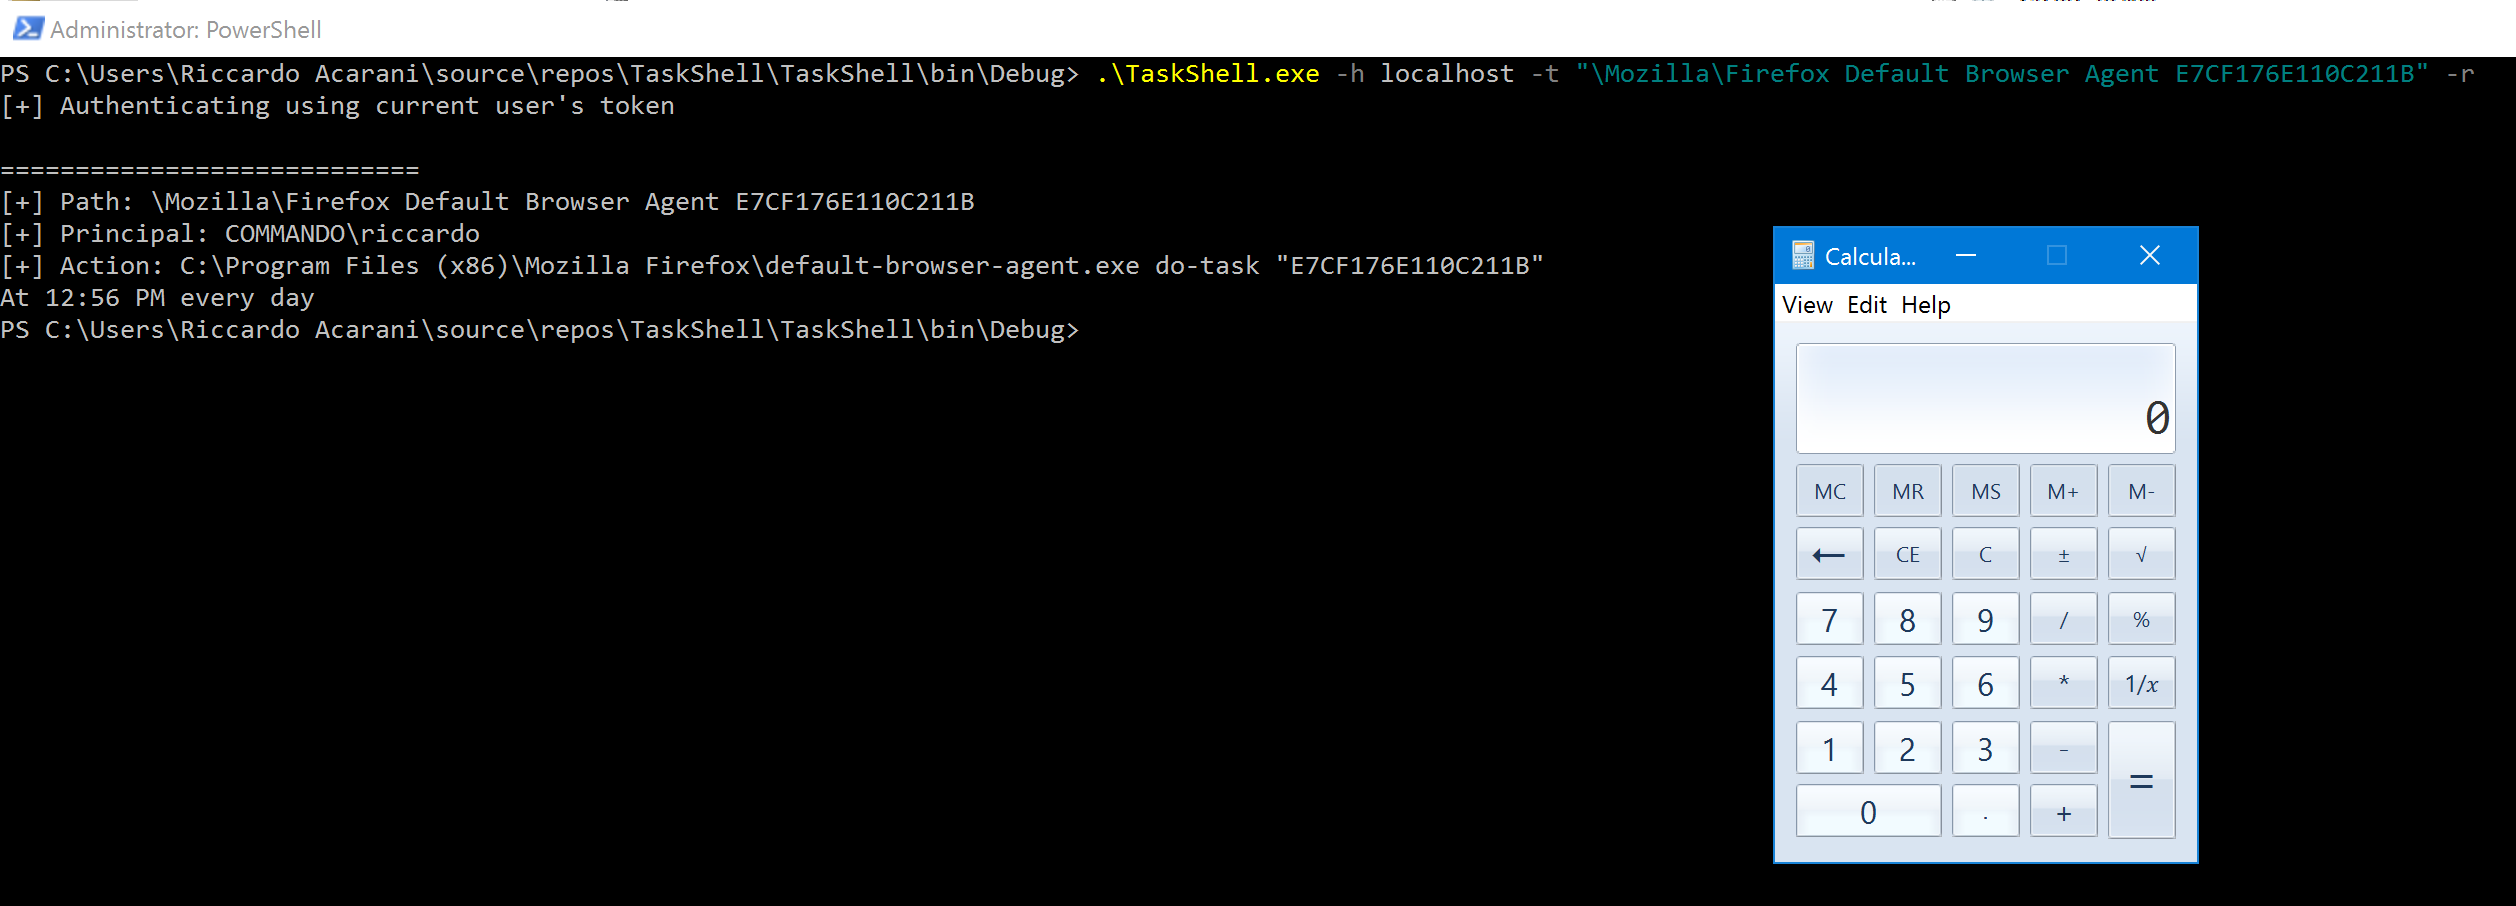 Administrator: PowerShell
PS C:\Users\Riccardo Acarani\source\repos\TaskShell\TaskShell\bin\Debug> .\TaskShell.exe -h localhost -t "\Mozilla\Firefox Default Browser Agent E7CF176E110C211B" -r
[+] Authenticating using current user's token
============================
[+] Path: \Mozilla\Firefox Default Browser Agent E7CF176E110C211B
[+] Principal: COMMANDO\riccardo
[+] Action: C:\Program Files (x86)\Mozilla Firefox\default-browser-agent.exe do-task "E7CF176E110C211B"
At 12:56 PM every day
PS C:\Users\Riccardo Acarani\source\repos\TaskShell\TaskShell\bin\Debug>
Calcula...
View Edit Help
0
MC MR MS M+ M-
← CE C ± √
7 8 9 / %
4 5 6 * 1/x
1 2 3 - =
0 . +